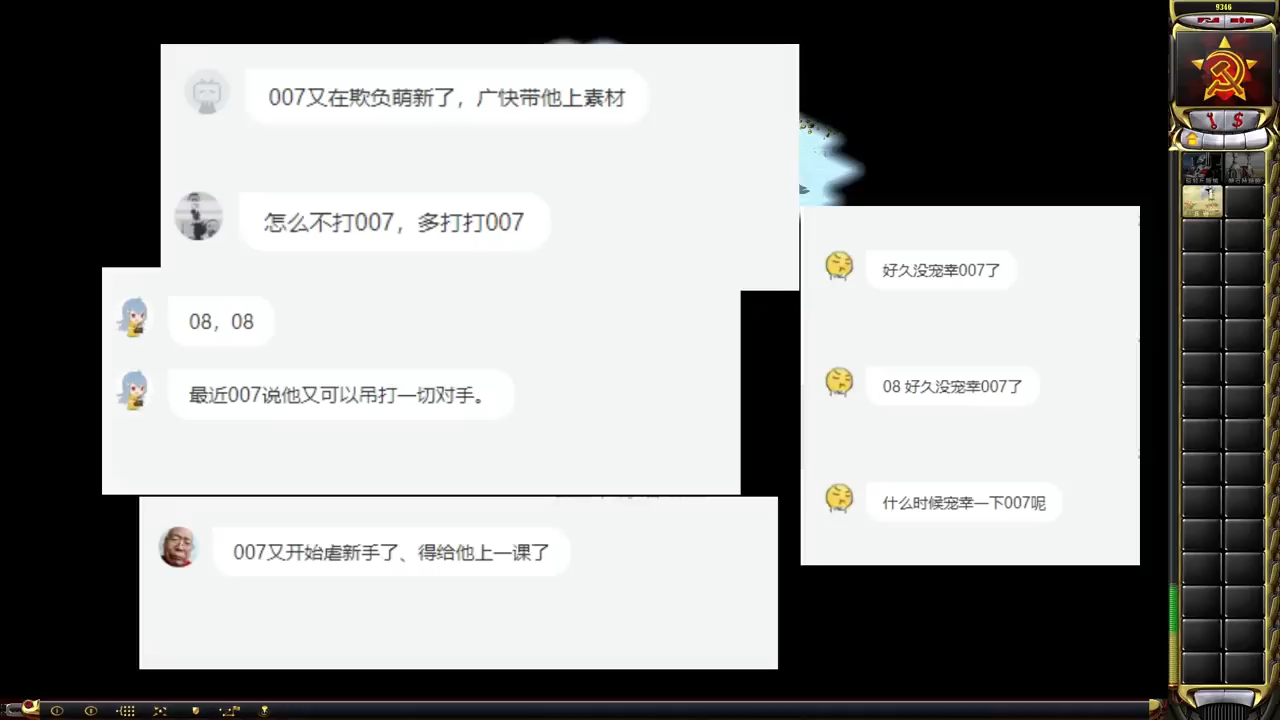 9346
007又在欺负萌新了，广快带他上素材
怎么不打007，多打打007
08，08
最近007说他又可以吊打一切对手。
007又开始虐新手了、得给他上一课了
好久没宠幸007了
08 好久没宠幸007了
什么时候宠幸一下007呢